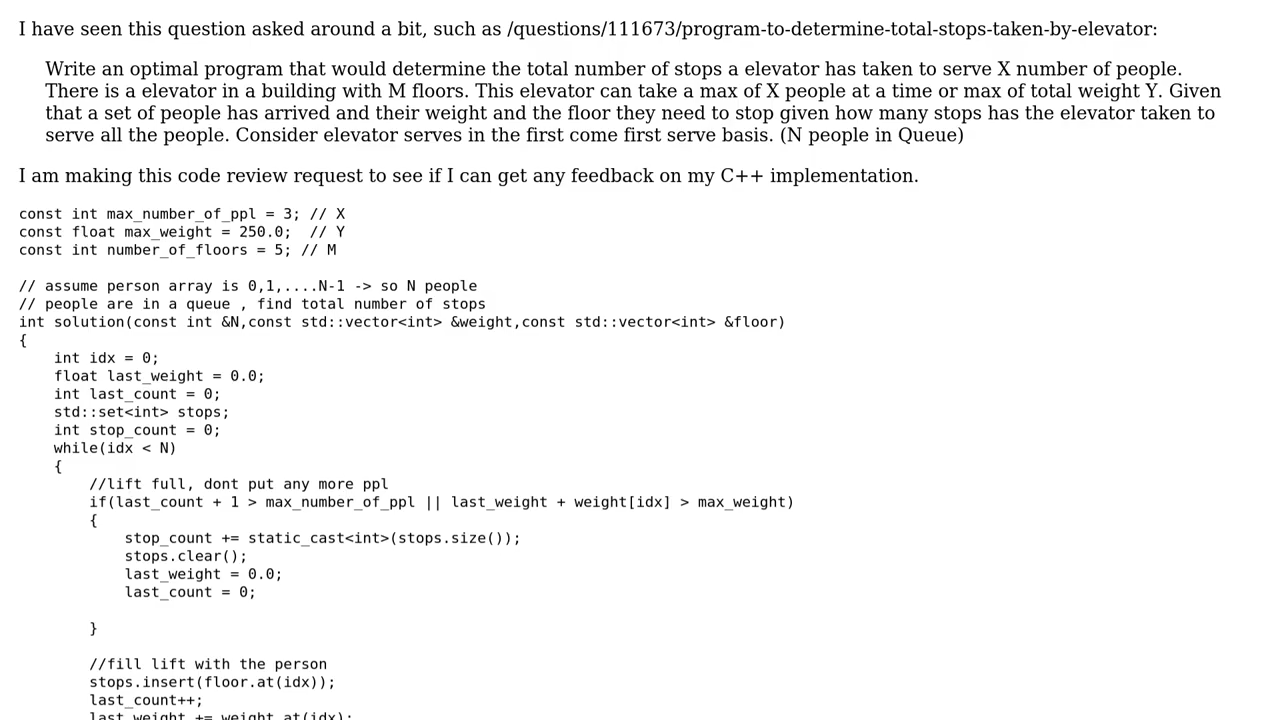 I have seen this question asked around a bit, such as /questions/111673/program-to-determine-total-stops-taken-by-elevator:
Write an optimal program that would determine the total number of stops a elevator has taken to serve X number of people.
There is a elevator in a building with M floors. This elevator can take a max of X people at a time or max of total weight Y. Given
that a set of people has arrived and their weight and the floor they need to stop given how many stops has the elevator taken to
serve all the people. Consider elevator serves in the first come first serve basis. (N people in Queue)
I am making this code review request to see if I can get any feedback on my C++ implementation.
const int max_number_of_ppl = 3; // X
const float max_weight = 250.0;  // Y
const int number_of_floors = 5; // M
// assume person array is 0,1,....N-1 -> so N people
// people are in a queue , find total number of stops
int solution(const int &N,const std::vector<int> &weight,const std::vector<int> &floor)
{
    int idx = 0;
    float last_weight = 0.0;
    int last_count = 0;
    std::set<int> stops;
    int stop_count = 0;
    while(idx < N)
    {
        //lift full, dont put any more ppl
        if(last_count + 1 > max_number_of_ppl || last_weight + weight[idx] > max_weight)
        {
            stop_count += static_cast<int>(stops.size());
            stops.clear();
            last_weight = 0.0;
            last_count = 0;
        }
        //fill lift with the person
        stops.insert(floor.at(idx));
        last_count++;
        last_weight += weight.at(idx);